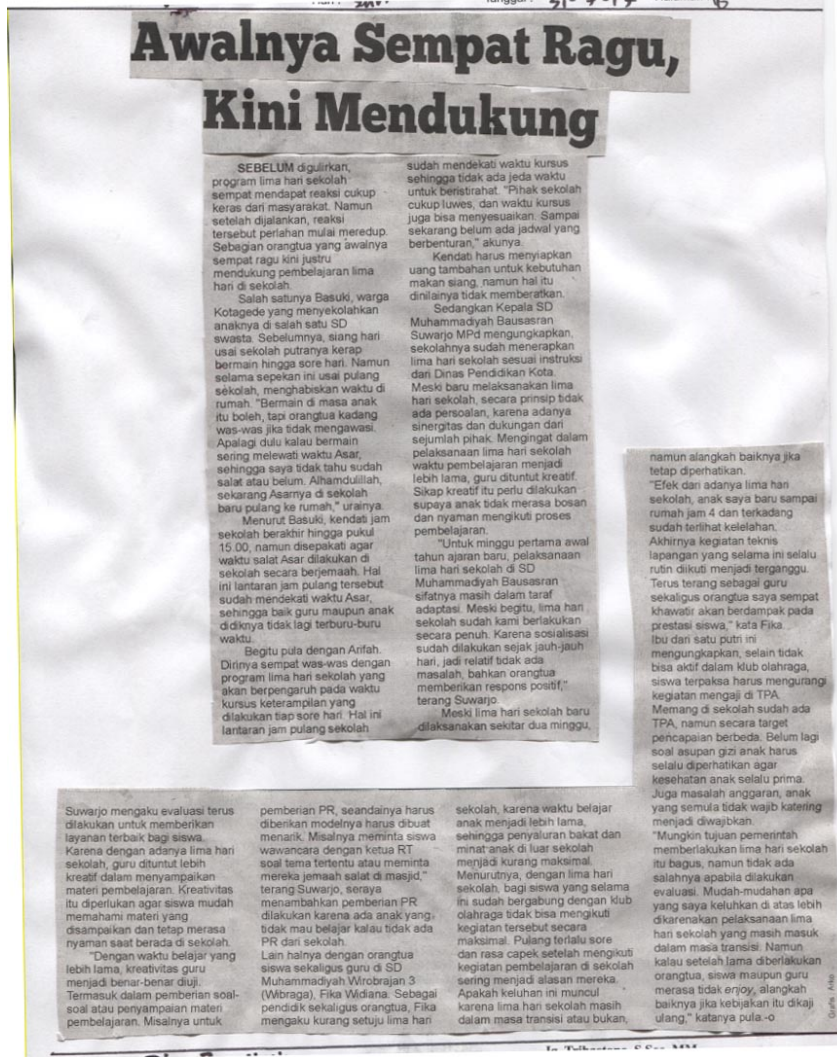 Awalnya Sempat Ragu,
Kini Mendukung
SEBELUM digulirkan,
program lima hari sekolah
sempat mendapat reaksi cukup
keras dari masyarakat. Namun
setelah dijalankan, reaksi
tersebut perlahan mulai meredup.
Sebagian orangtua yang awalnya
sempat ragu kini justru
mendukung pembelajaran lima
hari di sekolah.
Salah satunya Basuki, warga
Kotagede yang menyekolahkan
anaknya di salah satu SD
swasta. Sebelumnya, siang hari
usai sekolah putranya kerap
bermain hingga sore hari. Namun
selama sepekan ini usai pulang
sekolah, menghabiskan waktu di
rumah. "Bermain di masa anak
itu boleh, tapi orangtua kadang
was-was jika tidak mengawasi.
Apalagi dulu kalau bermain
sering melewati waktu Asar,
sehingga saya tidak tahu sudah
salat atau belum. Alhamdulillah,
sekarang Asarnya di sekolah
baru pulang ke rumah," urainya.
Menurut Basuki, kendati jam
sekolah berakhir hingga pukul
15.00, namun disepakati agar
waktu salat Asar dilakukan di
sekolah secara berjemaah. Hal
ini lantaran jam pulang tersebut
sudah mendekati waktu Asar,
sehingga baik guru maupun anak
didiknya tidak lagi terburu-buru
waktu.
Begitu pula dengan Arifah.
Dirinya sempat was-was dengan
program lima hari sekolah yang
akan berpengaruh pada waktu
kursus keterampilan yang
dilakukan tiap sore hari. Hal ini
lantaran jam pulang sekolah
sudah mendekati waktu kursus
sehingga tidak ada jeda waktu
untuk beristirahat. "Pihak sekolah
cukup luwes, dan waktu kursus
juga bisa menyesuaikan. Sampai
sekarang belum ada jadwal yang
berbenturan," akunya.
Kendati harus menyiapkan
uang tambahan untuk kebutuhan
makan siang, namun hal itu
dinilainya tidak memberatkan.
Sedangkan Kepala SD
Muhammadiyah Bausasran
Suwarjo MPd mengungkapkan,
sekolahnya sudah menerapkan
lima hari sekolah sesuai instruksi
dari Dinas Pendidikan Kota.
Meski baru melaksanakan lima
hari sekolah, secara prinsip tidak
ada persoalan, karena adanya
sinergitas dan dukungan dari
sejumlah pihak. Mengingat dalam
pelaksanaan lima hari sekolah
waktu pembelajaran menjadi
lebih lama, guru dituntut kreatif.
Sikap kreatif itu perlu dilakukan
supaya anak tidak merasa bosan
dan nyaman mengikuti proses
pembelajaran.
"Untuk minggu pertama awal
tahun ajaran baru, pelaksanaan
lima hari sekolah di SD
Muhammadiyah Bausasran
sifatnya masih dalam taraf
adaptasi. Meski begitu, lima hari
sekolah sudah kami berlakukan
secara penuh. Karena sosialisasi
sudah dilakukan sejak jauh-jauh
hari, jadi relatif tidak ada
masalah, bahkan orangtua
memberikan respons positif,"
terang Suwarjo.
Meski lima hari sekolah baru
dilaksanakan sekitar dua minggu,
Suwarjo mengaku evaluasi terus
dilakukan untuk memberikan
layanan terbaik bagi siswa.
Karena dengan adanya lima hari
sekolah, guru dituntut lebih
kreatif dalam menyampaikan
materi pembelajaran. Kreativitas
itu diperlukan agar siswa mudah
memahami materi yang
disampaikan dan tetap merasa
nyaman saat berada di sekolah.
"Dengan waktu belajar yang
lebih lama, kreativitas guru
menjadi benar-benar diuji.
Termasuk dalam pemberian soal-
soal atau penyampaian materi
pembelajaran. Misalnya untuk
pemberian PR, seandainya harus
diberikan modelnya harus dibuat
menarik. Misalnya meminta siswa
wawancara dengan ketua RT
soal tema tertentu atau meminta
mereka jemaah salat di masjid,"
terang Suwarjo, seraya
menambahkan pemberian PR
dilakukan karena ada anak yang
tidak mau belajar kalau tidak ada
PR dari sekolah.
Lain halnya dengan orangtua
siswa sekaligus guru di SD
Muhammadiyah Wirobrajan 3
(Wibraga), Fika Widiana. Sebagai
pendidik sekaligus orangtua, Fika
mengaku kurang setuju lima hari
sekolah, karena waktu belajar
anak menjadi lebih lama,
sehingga penyaluran bakat dan
minat anak di luar sekolah
menjadi kurang maksimal.
Menurutnya, dengan lima hari
sekolah, bagi siswa yang selama
ini sudah bergabung dengan klub
olahraga tidak bisa mengikuti
kegiatan tersebut secara
maksimal. Pulang terlalu sore
dan rasa capek setelah mengikuti
kegiatan pembelajaran di sekolah
sering menjadi alasan mereka.
Apakah keluhan ini muncul
karena lima hari sekolah masih
dalam masa transisi atau bukan,
namun alangkah baiknya jika
tetap diperhatikan.
"Efek dari adanya lima hari
sekolah, anak saya baru sampai
rumah jam 4 dan terkadang
sudah terlihat kelelahan.
Akhirnya kegiatan teknis
lapangan yang selama ini selalu
rutin diikuti menjadi terganggu.
Terus terang sebagai guru
sekaligus orangtua saya sempat
khawatir akan berdampak pada
prestasi siswa," kata Fika.
Ibu dari satu putri ini
mengungkapkan, selain tidak
bisa aktif dalam klub olahraga,
siswa terpaksa harus mengurangi
kegiatan mengaji di TPA.
Memang di sekolah sudah ada
TPA, namun secara target
pencapaian berbeda. Belum lagi
soal asupan gizi anak harus
selalu diperhatikan agar
kesehatan anak selalu prima.
Juga masalah anggaran, anak
yang semula tidak wajib katering
menjadi diwajibkan.
"Mungkin tujuan pemerintah
memberlakukan lima hari sekolah
itu bagus, namun tidak ada
salahnya apabila dilakukan
evaluasi. Mudah-mudahan apa
yang saya keluhkan di atas lebih
dikarenakan pelaksanaan lima
hari sekolah yang masih masuk
dalam masa transisi. Namun
kalau setelah lama diberlakukan
orangtua, siswa maupun guru
merasa tidak enjoy, alangkah
baiknya jika kebijakan itu dikaji
ulang," katanya pula.-o
Grafis : Arko